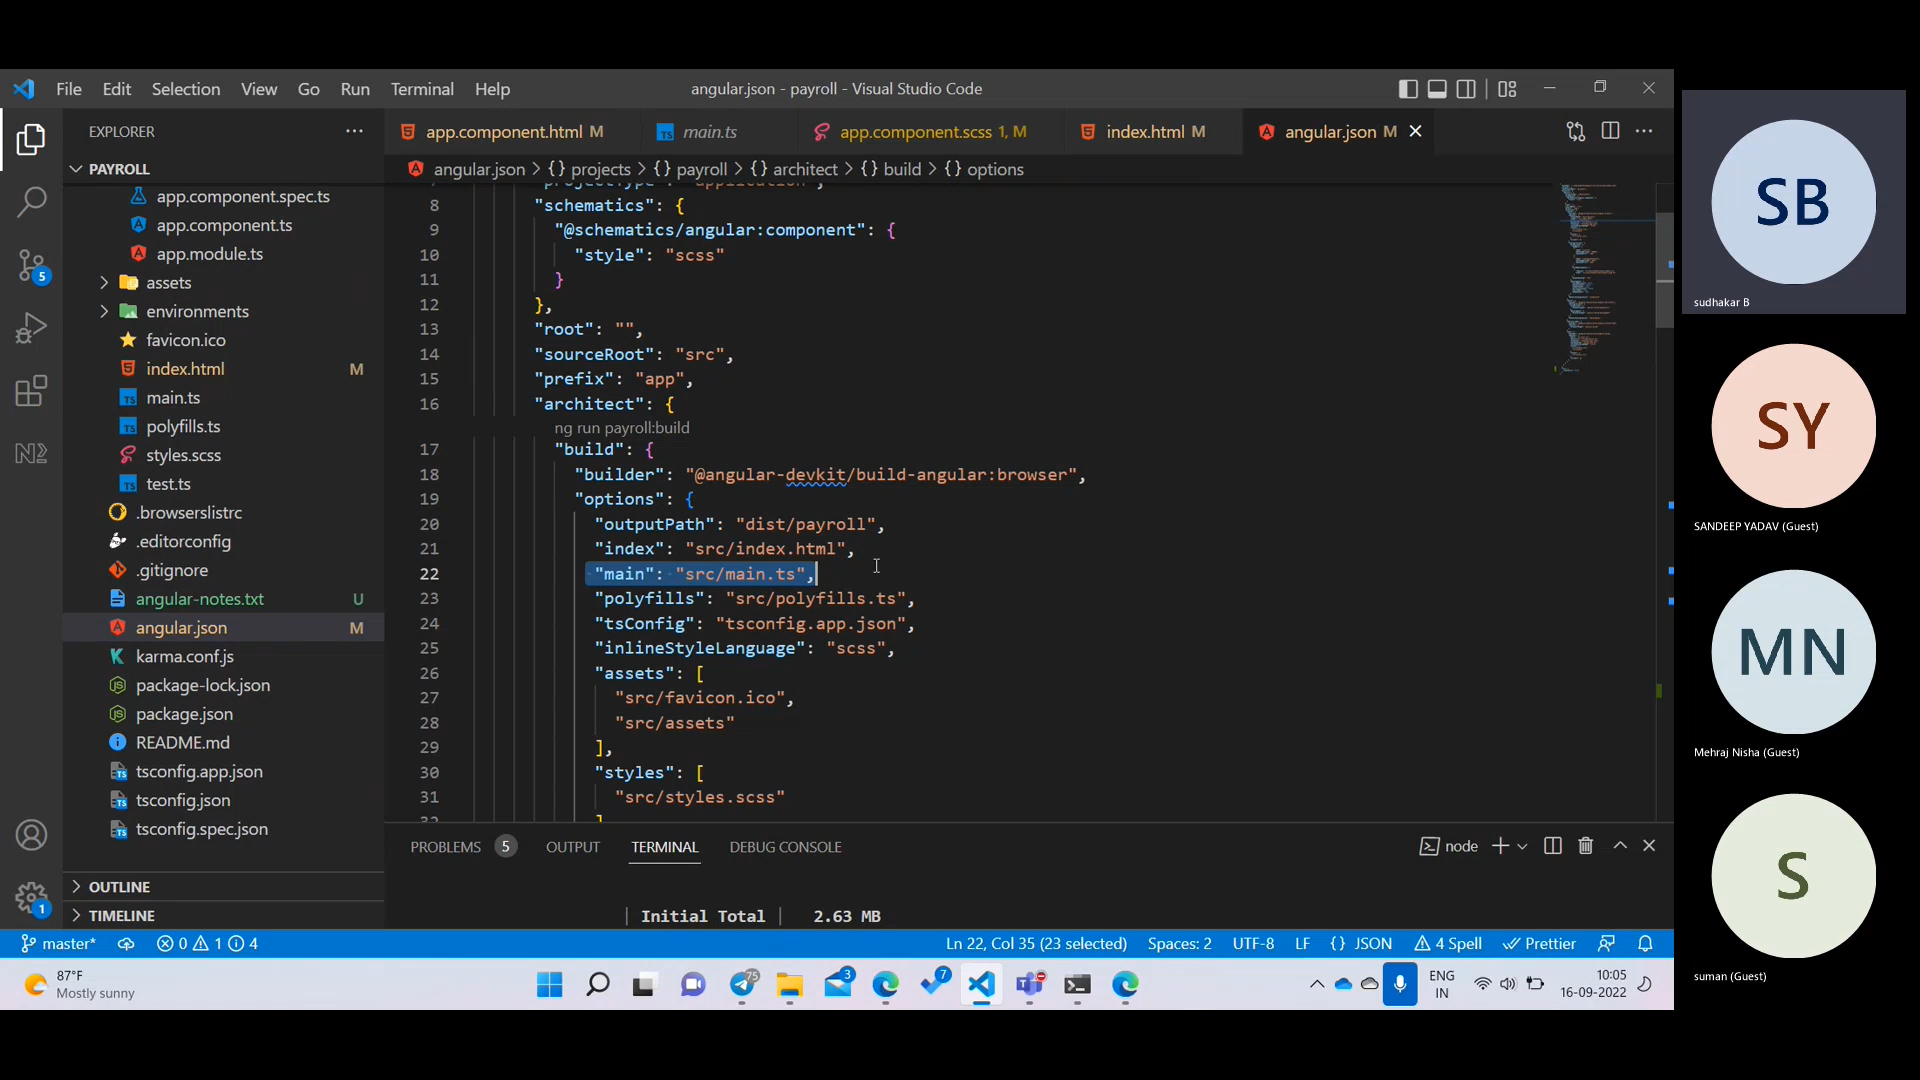 File Edit Selection View Go Run Terminal Help
angular.json - payroll - Visual Studio Code
EXPLORER
PAYROLL
app.component.spec.ts
app.component.ts
app.module.ts
assets
environments
favicon.ico
index.html M
main.ts
polyfills.ts
styles.scss
test.ts
.browserslistrc
.editorconfig
.gitignore
angular-notes.txt U
angular.json M
karma.conf.js
package-lock.json
package.json
README.md
tsconfig.app.json
tsconfig.json
tsconfig.spec.json
OUTLINE
TIMELINE
5
1
app.component.html M
main.ts
app.component.scss 1, M
index.html M
angular.json M
angular.json > {} projects > {} payroll > {} architect > {} build > {} options
7 "projectType": "application",
8 "schematics": {
9 "@schematics/angular:component": {
10 "style": "scss"
11 }
12 },
13 "root": "",
14 "sourceRoot": "src",
15 "prefix": "app",
16 "architect": {
ng run payroll:build
17 "build": {
18 "builder": "@angular-devkit/build-angular:browser",
19 "options": {
20 "outputPath": "dist/payroll",
21 "index": "src/index.html",
22 "main": "src/main.ts",
23 "polyfills": "src/polyfills.ts",
24 "tsConfig": "tsconfig.app.json",
25 "inlineStyleLanguage": "scss",
26 "assets": [
27 "src/favicon.ico",
28 "src/assets"
29 ],
30 "styles": [
31 "src/styles.scss"
32 ]
PROBLEMS 5 OUTPUT TERMINAL DEBUG CONSOLE
node
| Initial Total | 2.63 MB
master* 0 1 4
Ln 22, Col 35 (23 selected) Spaces: 2 UTF-8 LF {} JSON 4 Spell Prettier
87°F
Mostly sunny
75
3
7
ENG
IN
10:05
16-09-2022
SB
sudhakar B
SY
SANDEEP YADAV (Guest)
MN
Mehraj Nisha (Guest)
S
suman (Guest)